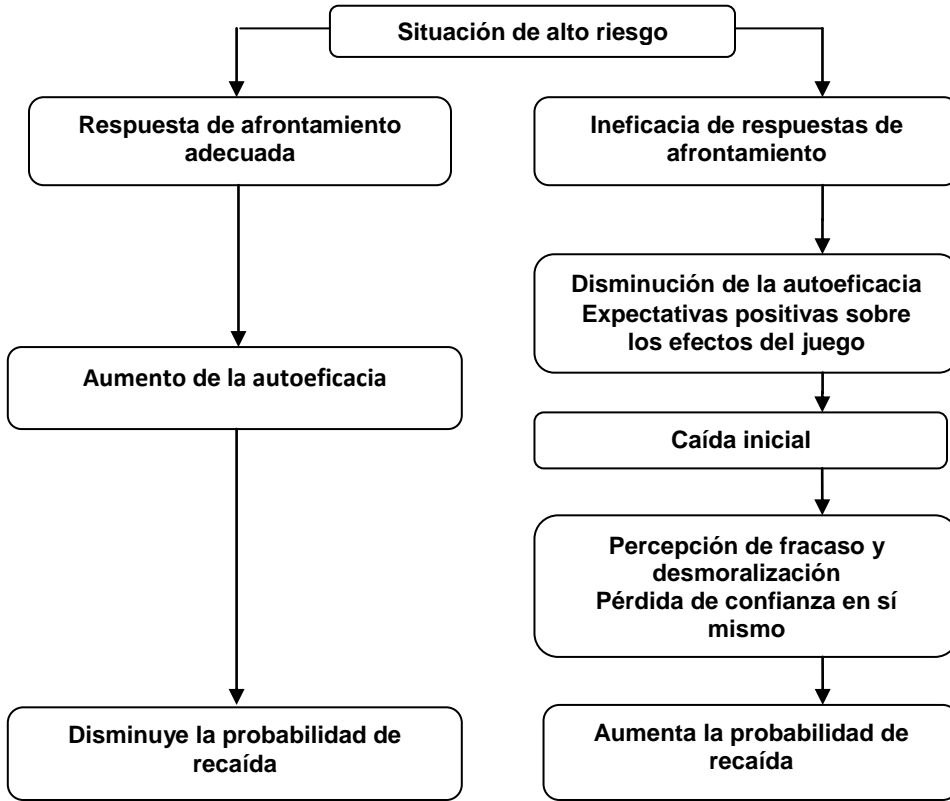 Situación de alto riesgo
Respuesta de afrontamiento
adecuada
Ineficacia de respuestas de
afrontamiento
Disminución de la autoeficacia
Expectativas positivas sobre
los efectos del juego
Aumento de la autoeficacia
Caída inicial
Percepción de fracaso y
desmoralización
Pérdida de confianza en sí
mismo
Disminuye la probabilidad de
recaída
Aumenta la probabilidad de
recaída